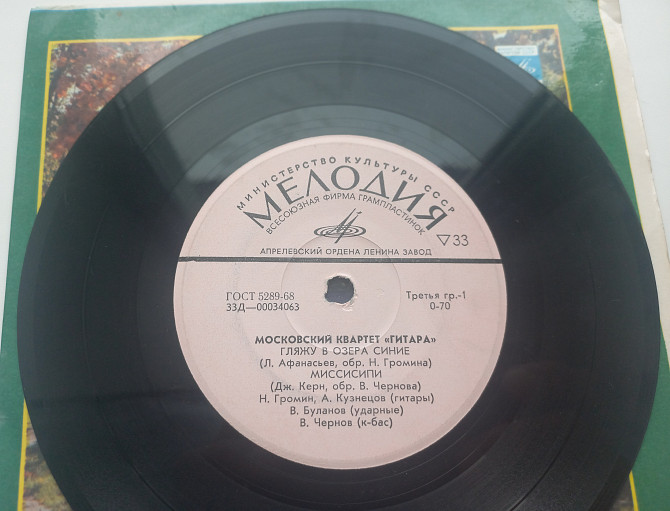 МИНИСТЕРСТВО КУЛЬТУРЫ СССР
МЕЛОДИЯ
ВСЕСОЮЗНАЯ ФИРМА ГРАМПЛАСТИНОК
▽33
АПРЕЛЕВСКИЙ ОРДЕНА ЛЕНИНА ЗАВОД
ГОСТ 5289-68
33Д—00034063
Третья гр.-1
0-70
МОСКОВСКИЙ КВАРТЕТ «ГИТАРА»
ГЛЯЖУ В ОЗЕРА СИНИЕ
(Л. Афанасьев, обр. Н. Громина)
МИССИСИПИ
(Дж. Керн, обр. В. Чернова)
Н. Громин, А. Кузнецов (гитары)
В. Буланов (ударные)
В. Чернов (к-бас)